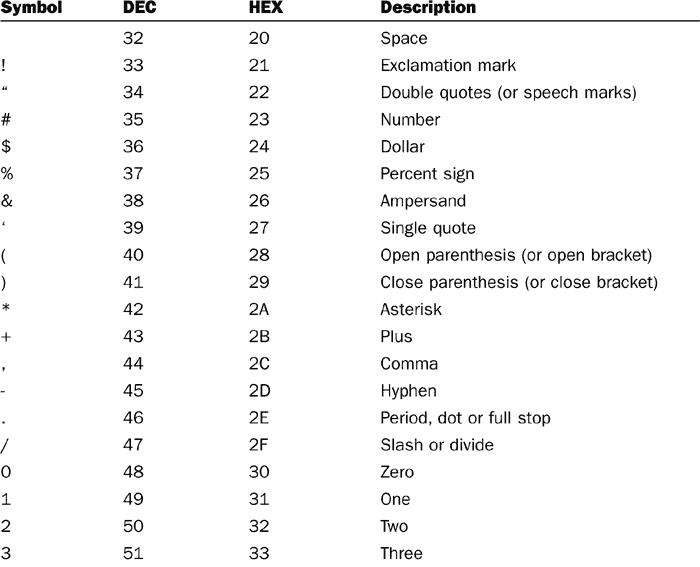 Symbol DEC HEX Description
32 20 Space
! 33 21 Exclamation mark
“ 34 22 Double quotes (or speech marks)
# 35 23 Number
$ 36 24 Dollar
% 37 25 Percent sign
& 38 26 Ampersand
‘ 39 27 Single quote
( 40 28 Open parenthesis (or open bracket)
) 41 29 Close parenthesis (or close bracket)
* 42 2A Asterisk
+ 43 2B Plus
, 44 2C Comma
- 45 2D Hyphen
. 46 2E Period, dot or full stop
/ 47 2F Slash or divide
0 48 30 Zero
1 49 31 One
2 50 32 Two
3 51 33 Three